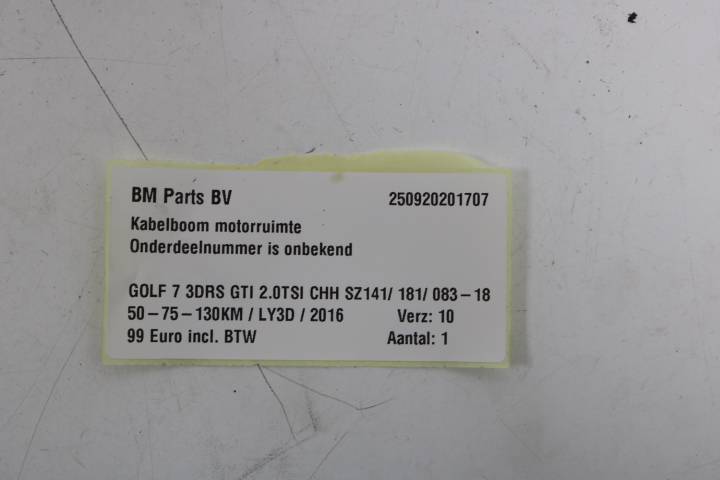 BM Parts BV 250920201707
Kabelboom motorruimte
Onderdeelnummer is onbekend
GOLF 7 3DRS GTI 2.0TSI CHH SZ141/ 181/ 083-18
50-75-130KM / LY3D / 2016 Verz: 10
99 Euro incl. BTW Aantal: 1